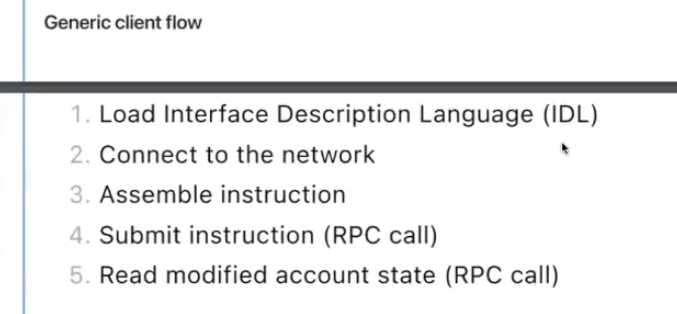 Generic client flow
1. Load Interface Description Language (IDL)
2. Connect to the network
3. Assemble instruction
4. Submit instruction (RPC call)
5. Read modified account state (RPC call)